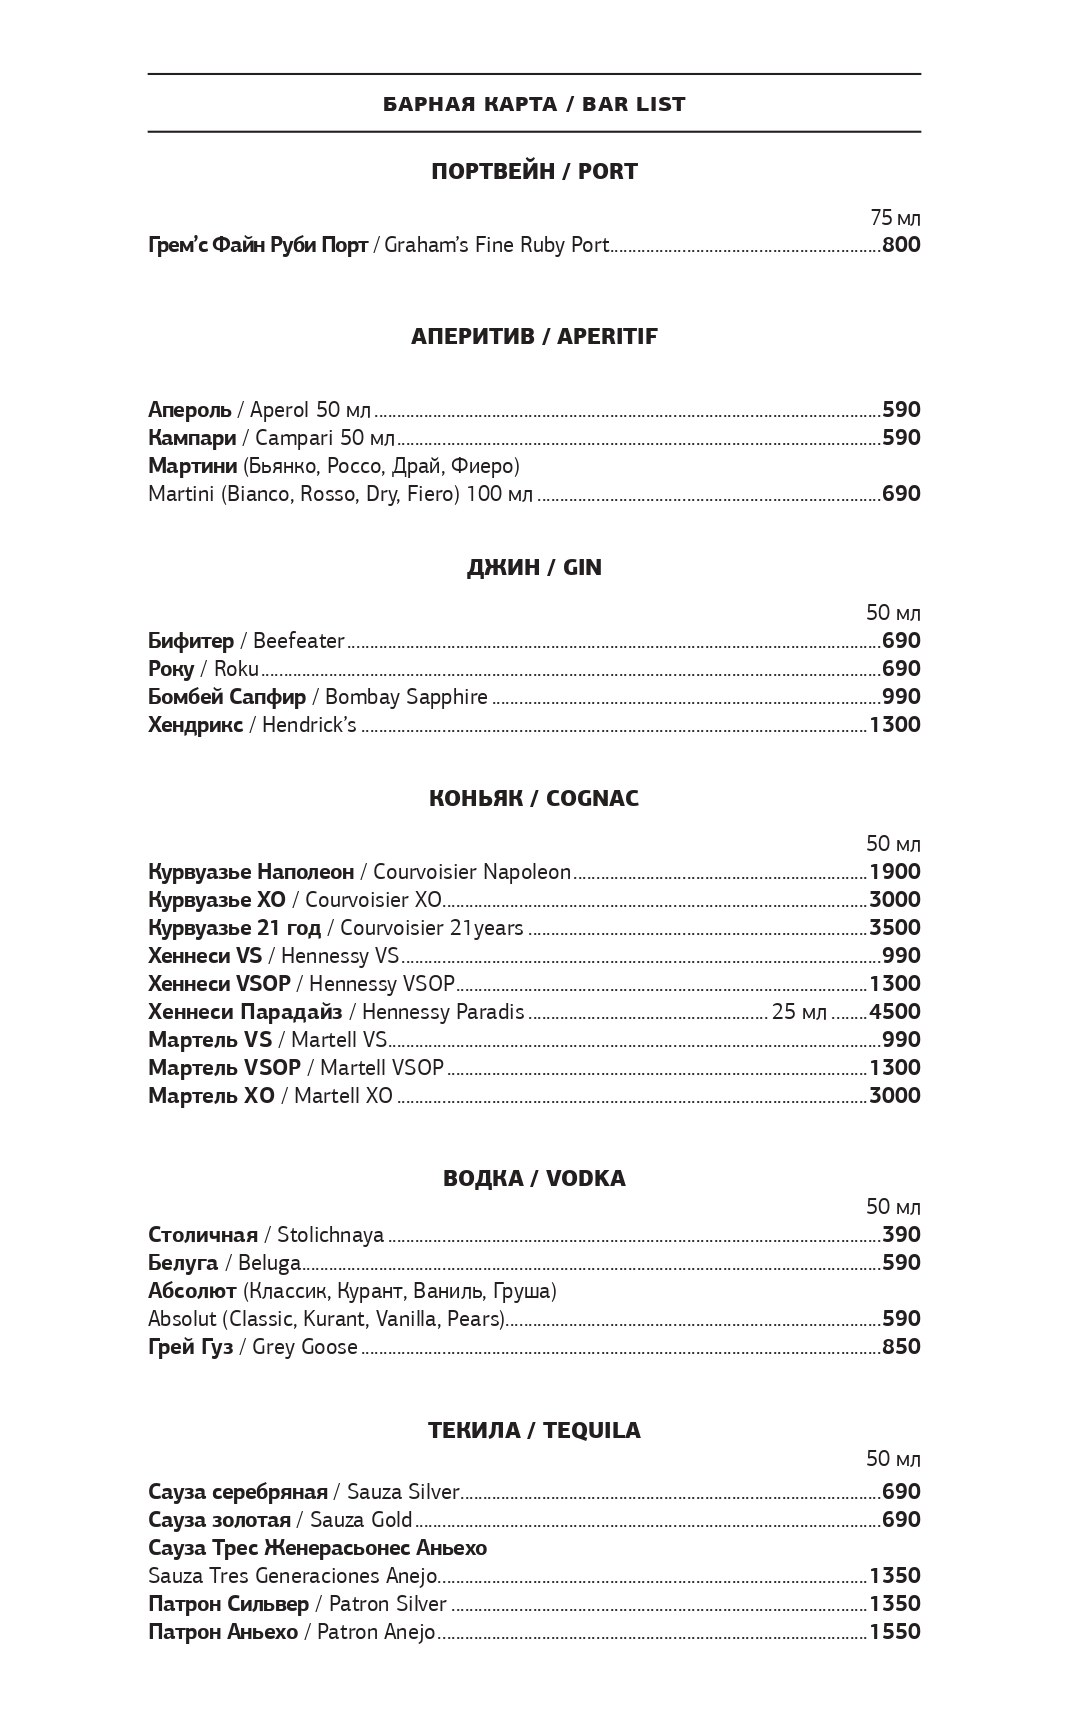 БАРНАЯ КАРТА / BAR LIST
ПОРТВЕЙН / PORT
75 мл
Грем’с Файн Руби Порт / Graham’s Fine Ruby Port....................800
АПЕРИТИВ / APERITIF
Апероль / Aperol 50 мл....................590
Кампари / Campari 50 мл....................590
Мартини (Бьянко, Россо, Драй, Фиеро)
Martini (Bianco, Rosso, Dry, Fiero) 100 мл....................690
ДЖИН / GIN
50 мл
Бифитер / Beefeater....................690
Року / Roku....................690
Бомбей Сапфир / Bombay Sapphire....................990
Хендрикс / Hendrick’s....................1300
КОНЬЯК / COGNAC
50 мл
Курвуазье Наполеон / Courvoisier Napoleon....................1900
Курвуазье XO / Courvoisier XO....................3000
Курвуазье 21 год / Courvoisier 21years....................3500
Хеннеси VS / Hennessy VS....................990
Хеннеси VSOP / Hennessy VSOP....................1300
Хеннеси Парадайз / Hennessy Paradis....................25 мл........4500
Мартель VS / Martell VS....................990
Мартель VSOP / Martell VSOP....................1300
Мартель XO / Martell XO....................3000
ВОДКА / VODKA
50 мл
Столичная / Stolichnaya....................390
Белуга / Beluga....................590
Абсолют (Классик, Курант, Ваниль, Груша)
Absolut (Classic, Kurant, Vanilla, Pears)....................590
Грей Гуз / Grey Goose....................850
ТЕКИЛА / TEQUILA
50 мл
Сауза серебряная / Sauza Silver....................690
Сауза золотая / Sauza Gold....................690
Сауза Трес Женерасьонес Аньехо
Sauza Tres Generaciones Anejo....................1350
Патрон Сильвер / Patron Silver....................1350
Патрон Аньехо / Patron Anejo....................1550